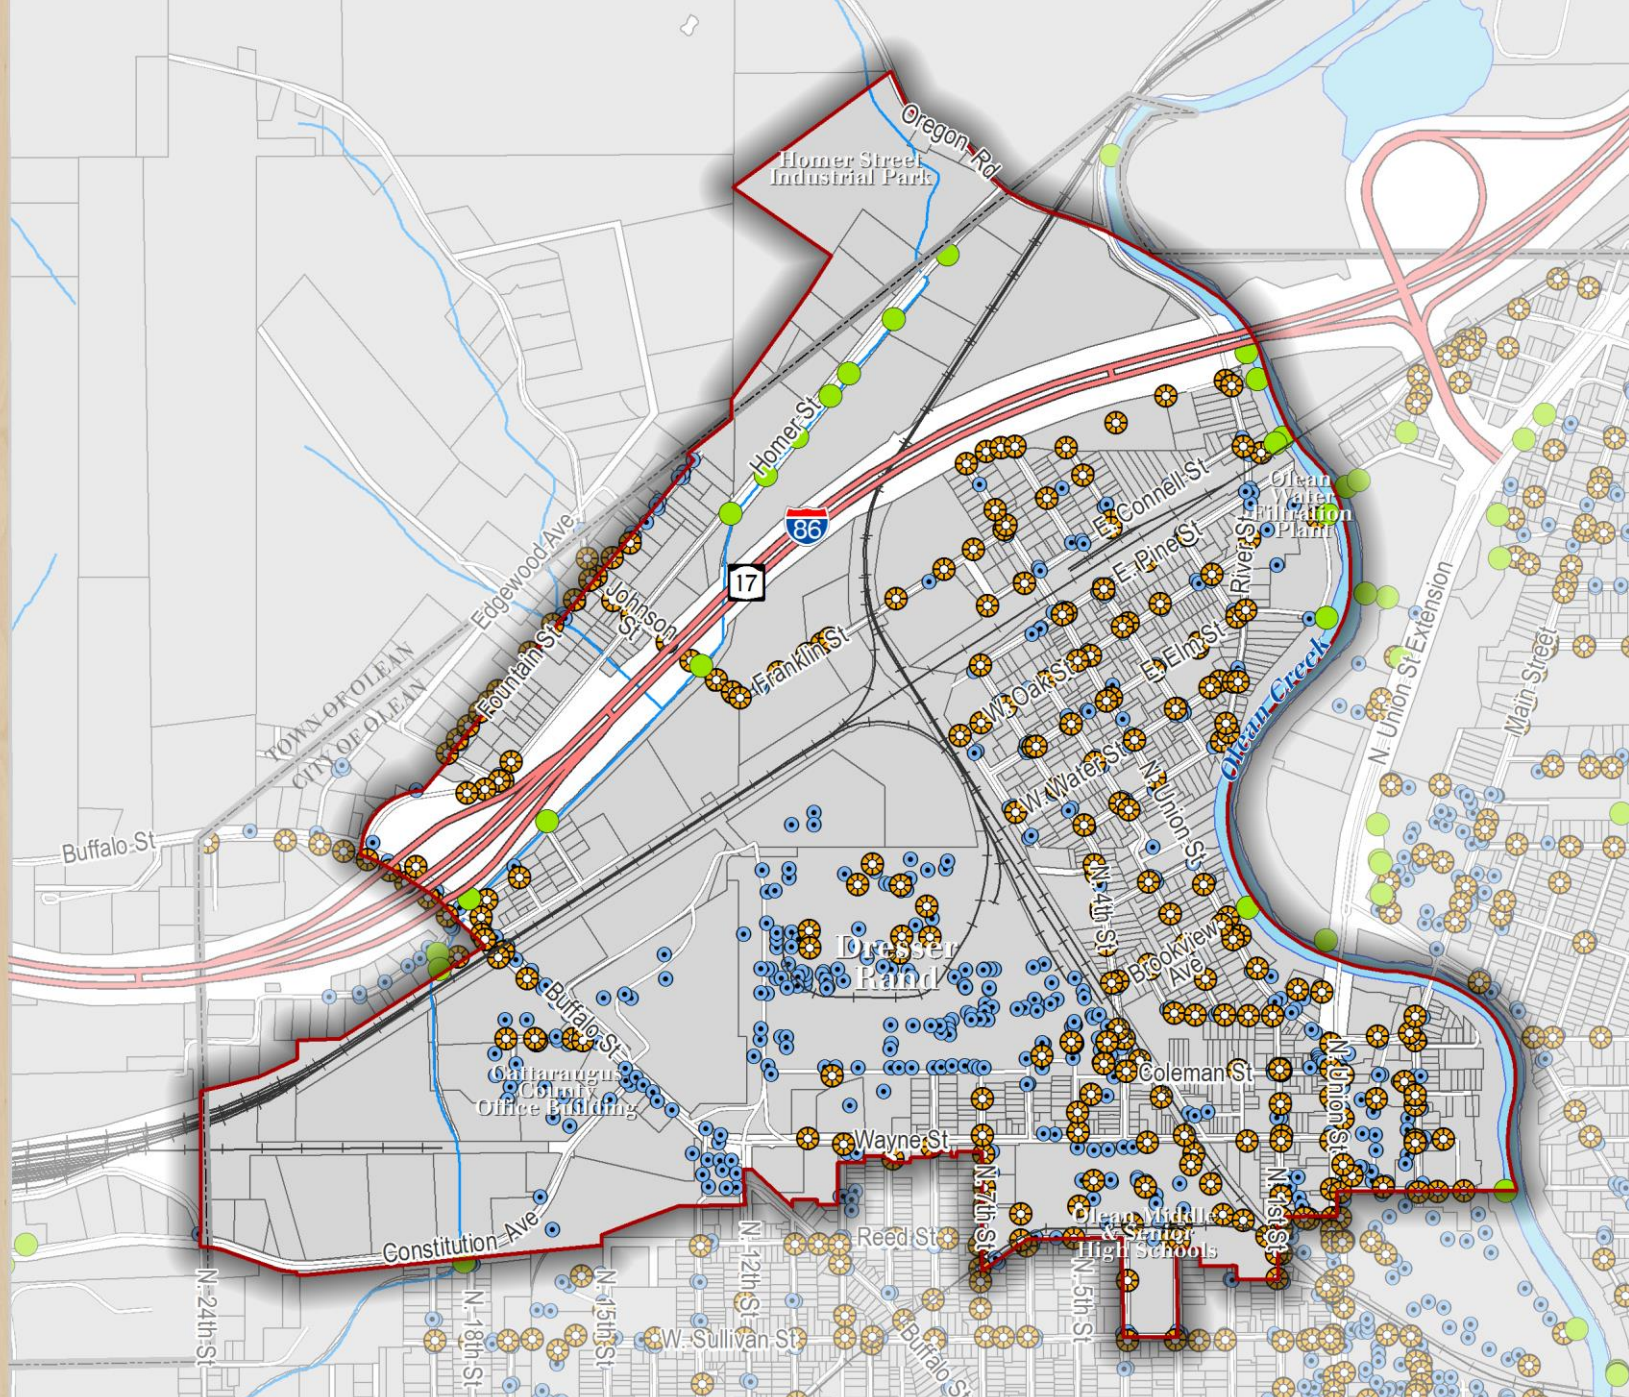 Oregon Rd
Homer Street
Industrial Park
Homer St
86
17
Edgewood Ave
Johnson
St
Fountain St
Franklin St
TOWN OF OLEAN
CITY OF OLEAN
Buffalo St
E. Connell St
E. Pine St
River St
Olean
Water
Filtration
Plant
W. Oak St
E. Elm St
Olean Creek
N. Union St Extension
Main Street
W. Water St
N. Union St
N. 4th St
Brookview
Ave
Dresser
Rand
Buffalo St
Cattaraugus
County
Office Building
Coleman St
N. Union St
Wayne St
N. 7th St
N. 1st St
Olean Middle
& Senior
High Schools
Reed St
Constitution Ave
N. 24th St
N. 18th St
N. 15th St
N. 12th St
N. 5th St
W. Sullivan St
Buffalo St